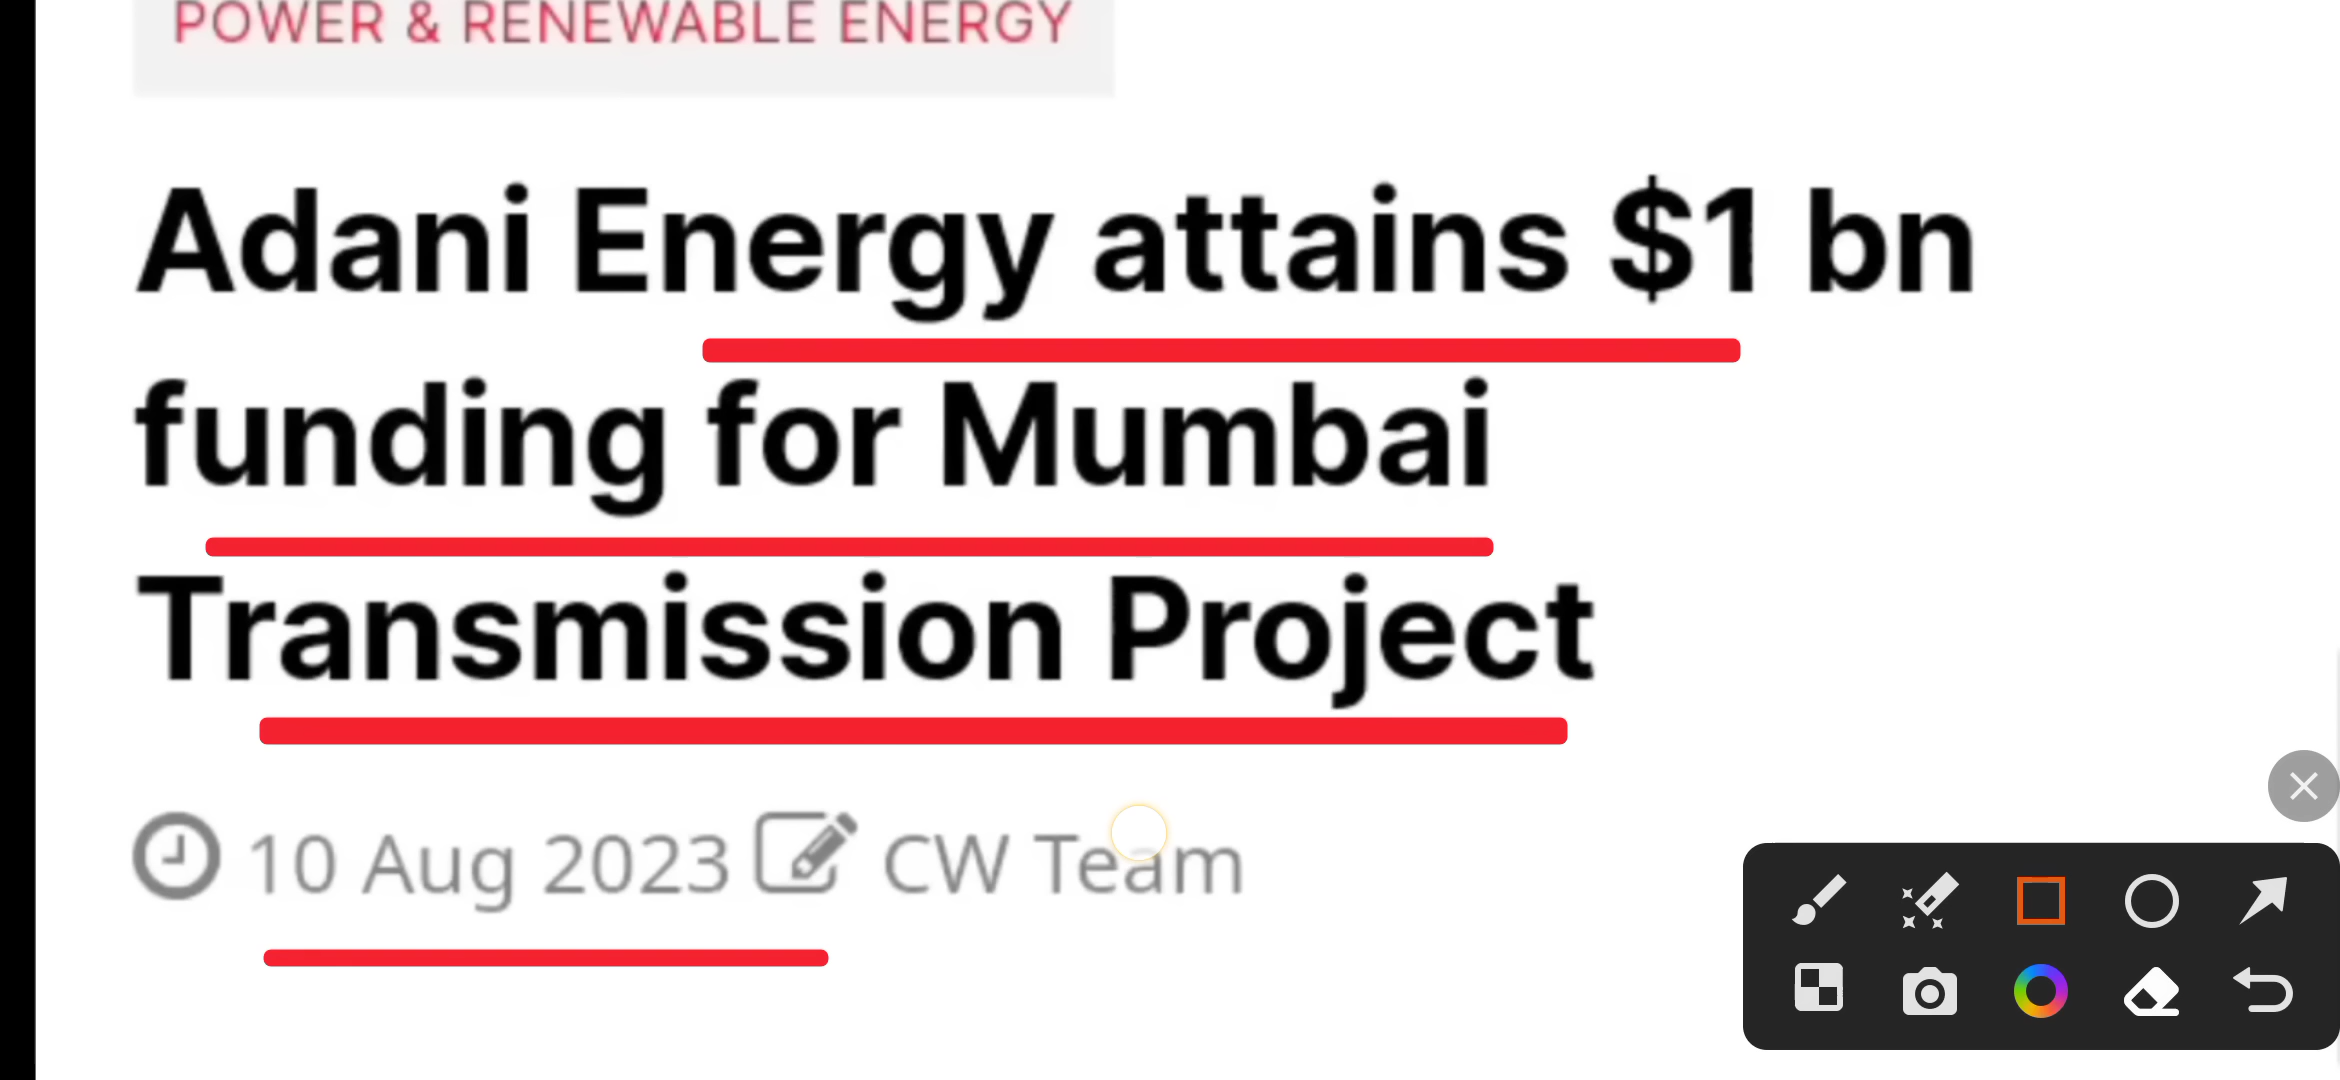 POWER & RENEWABLE ENERGY
Adani Energy attains $1 bn
funding for Mumbai
Transmission Project
10 Aug 2023 CW Team